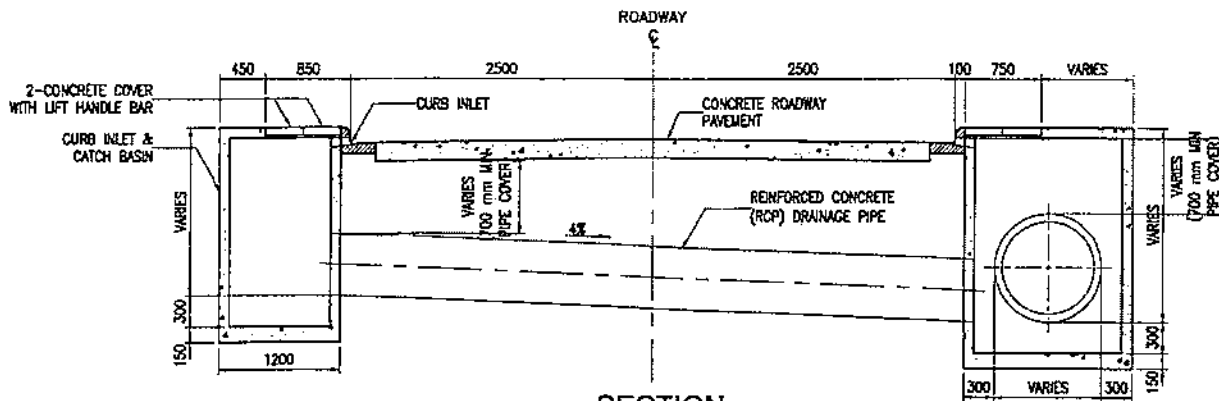 ROADWAY
℄
450
850
2500
2500
100
750
VARIES
2-CONCRETE COVER
WITH LIFT HANDLE BAR
CURB INLET
CONCRETE ROADWAY
PAVEMENT
CURB INLET &
CATCH BASIN
VARIES
VARIES
(700 mm MIN
PIPE COVER)
4%
REINFORCED CONCRETE
(RCP) DRAINAGE PIPE
VARIES
VARIES
(700 mm MIN
PIPE COVER)
300
150
1200
300
150
300
VARIES
300
SECTION